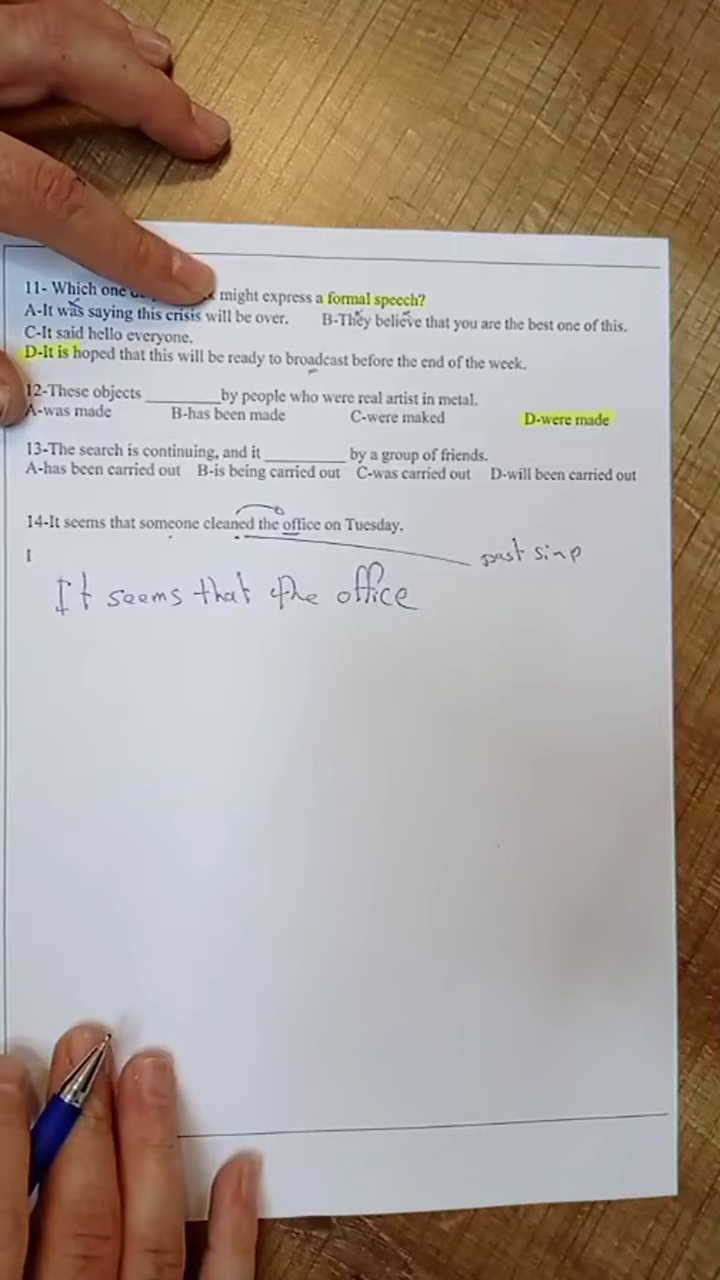 11- Which one might express a formal speech?
A-It was saying this crisis will be over. B-They believe that you are the best one of this.
C-It said hello everyone.
D-It is hoped that this will be ready to broadcast before the end of the week.
12-These objects ________ by people who were real artist in metal.
A-was made B-has been made C-were maked D-were made
13-The search is continuing, and it ________ by a group of friends.
A-has been carried out B-is being carried out C-was carried out D-will been carried out
14-It seems that someone cleaned the office on Tuesday.
I
past simp
It seems that the office